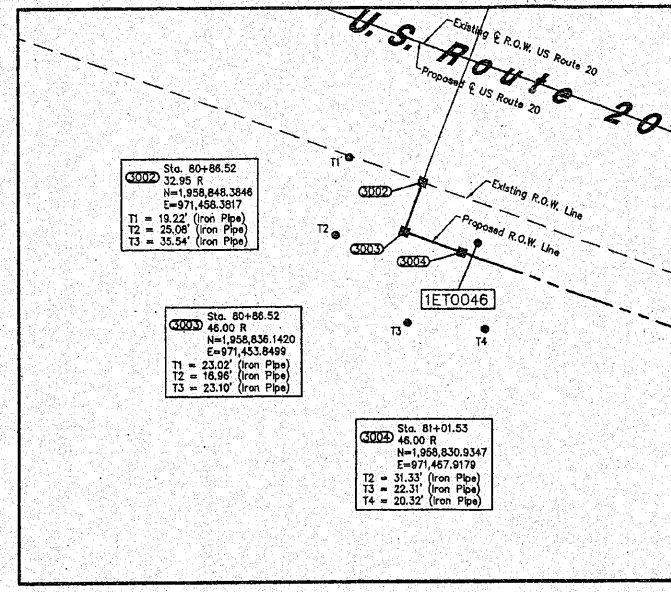 U.S. Route 20
Existing ℄ R.O.W. US Route 20
Proposed ℄ US Route 20
T1
3002
Existing R.O.W. Line
Proposed R.O.W. Line
T2
3003
3004
1ET0046
T3
T4
3002 Sta. 80+86.52
32.95 R
N=1,958,848.3846
E=971,458.3817
T1 = 19.22' (Iron Pipe)
T2 = 25.08' (Iron Pipe)
T3 = 35.54' (Iron Pipe)
3003 Sta. 80+86.52
46.00 R
N=1,958,836.1420
E=971,453.8499
T1 = 23.02' (Iron Pipe)
T2 = 16.96' (Iron Pipe)
T3 = 23.10' (Iron Pipe)
3004 Sta. 81+01.53
46.00 R
N=1,958,830.9347
E=971,467.9179
T2 = 31.33' (Iron Pipe)
T3 = 22.31' (Iron Pipe)
T4 = 20.32' (Iron Pipe)